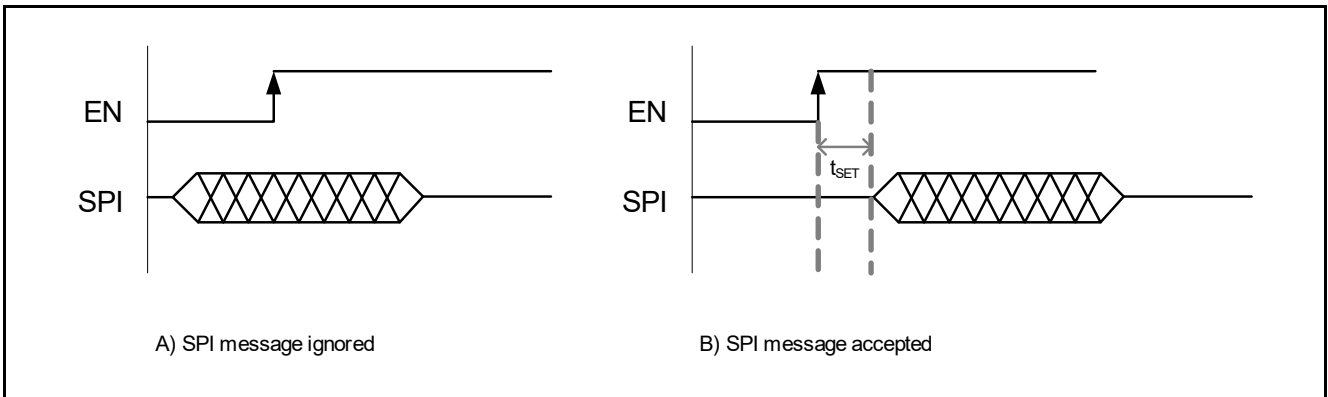 EN
SPI
A) SPI message ignored
EN
tSET
SPI
B) SPI message accepted